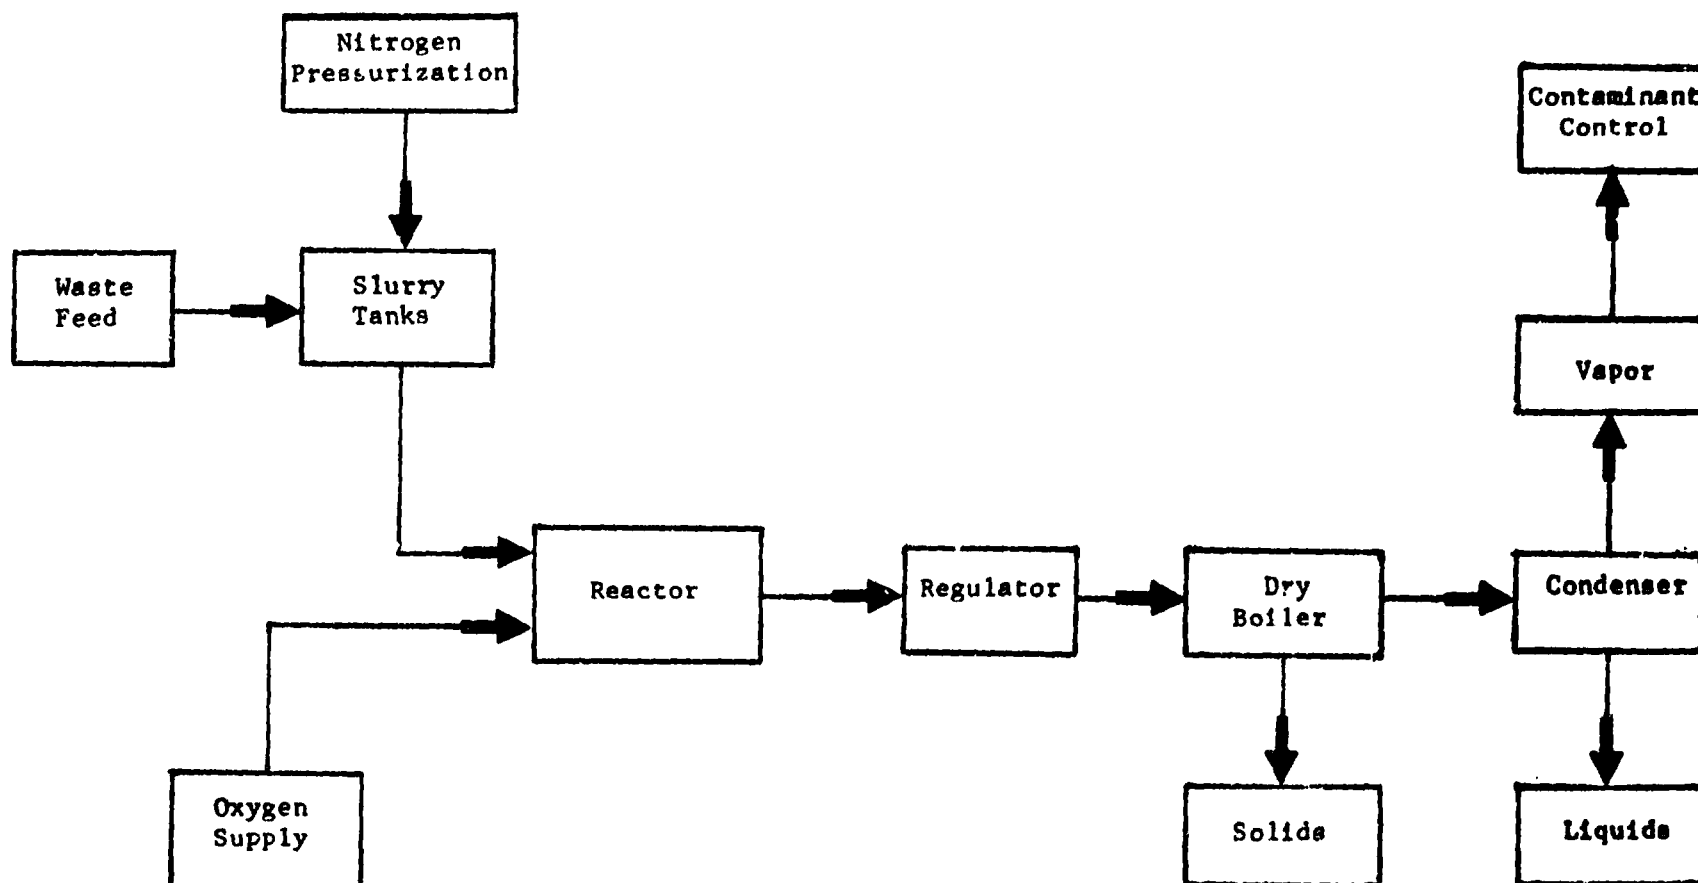 Nitrogen
Pressurization
Contaminant
Control
Waste
Feed
Slurry
Tanks
Vapor
Reactor
Regulator
Dry
Boiler
Condenser
Oxygen
Supply
Solids
Liquids